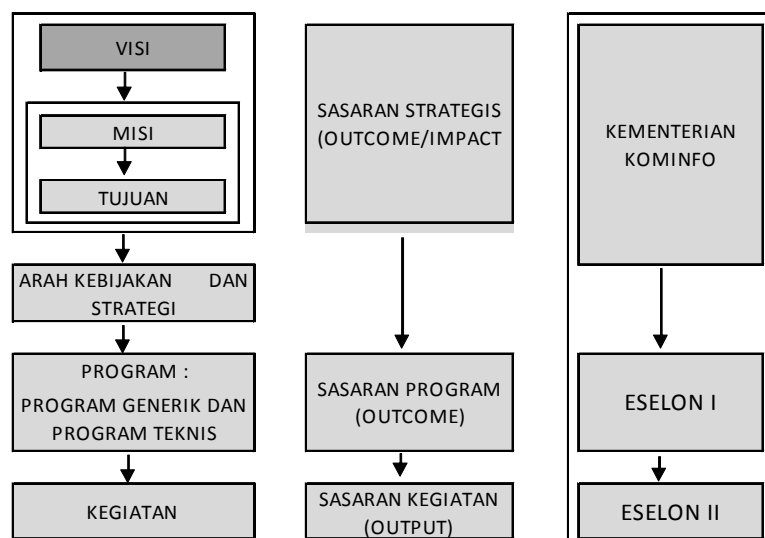 VISI
MISI
TUJUAN
ARAH KEBIJAKAN DAN
STRATEGI
PROGRAM :
PROGRAM GENERIK DAN
PROGRAM TEKNIS
KEGIATAN
SASARAN STRATEGIS
(OUTCOME/IMPACT
SASARAN PROGRAM
(OUTCOME)
SASARAN KEGIATAN
(OUTPUT)
KEMENTERIAN
KOMINFO
ESELON I
ESELON II